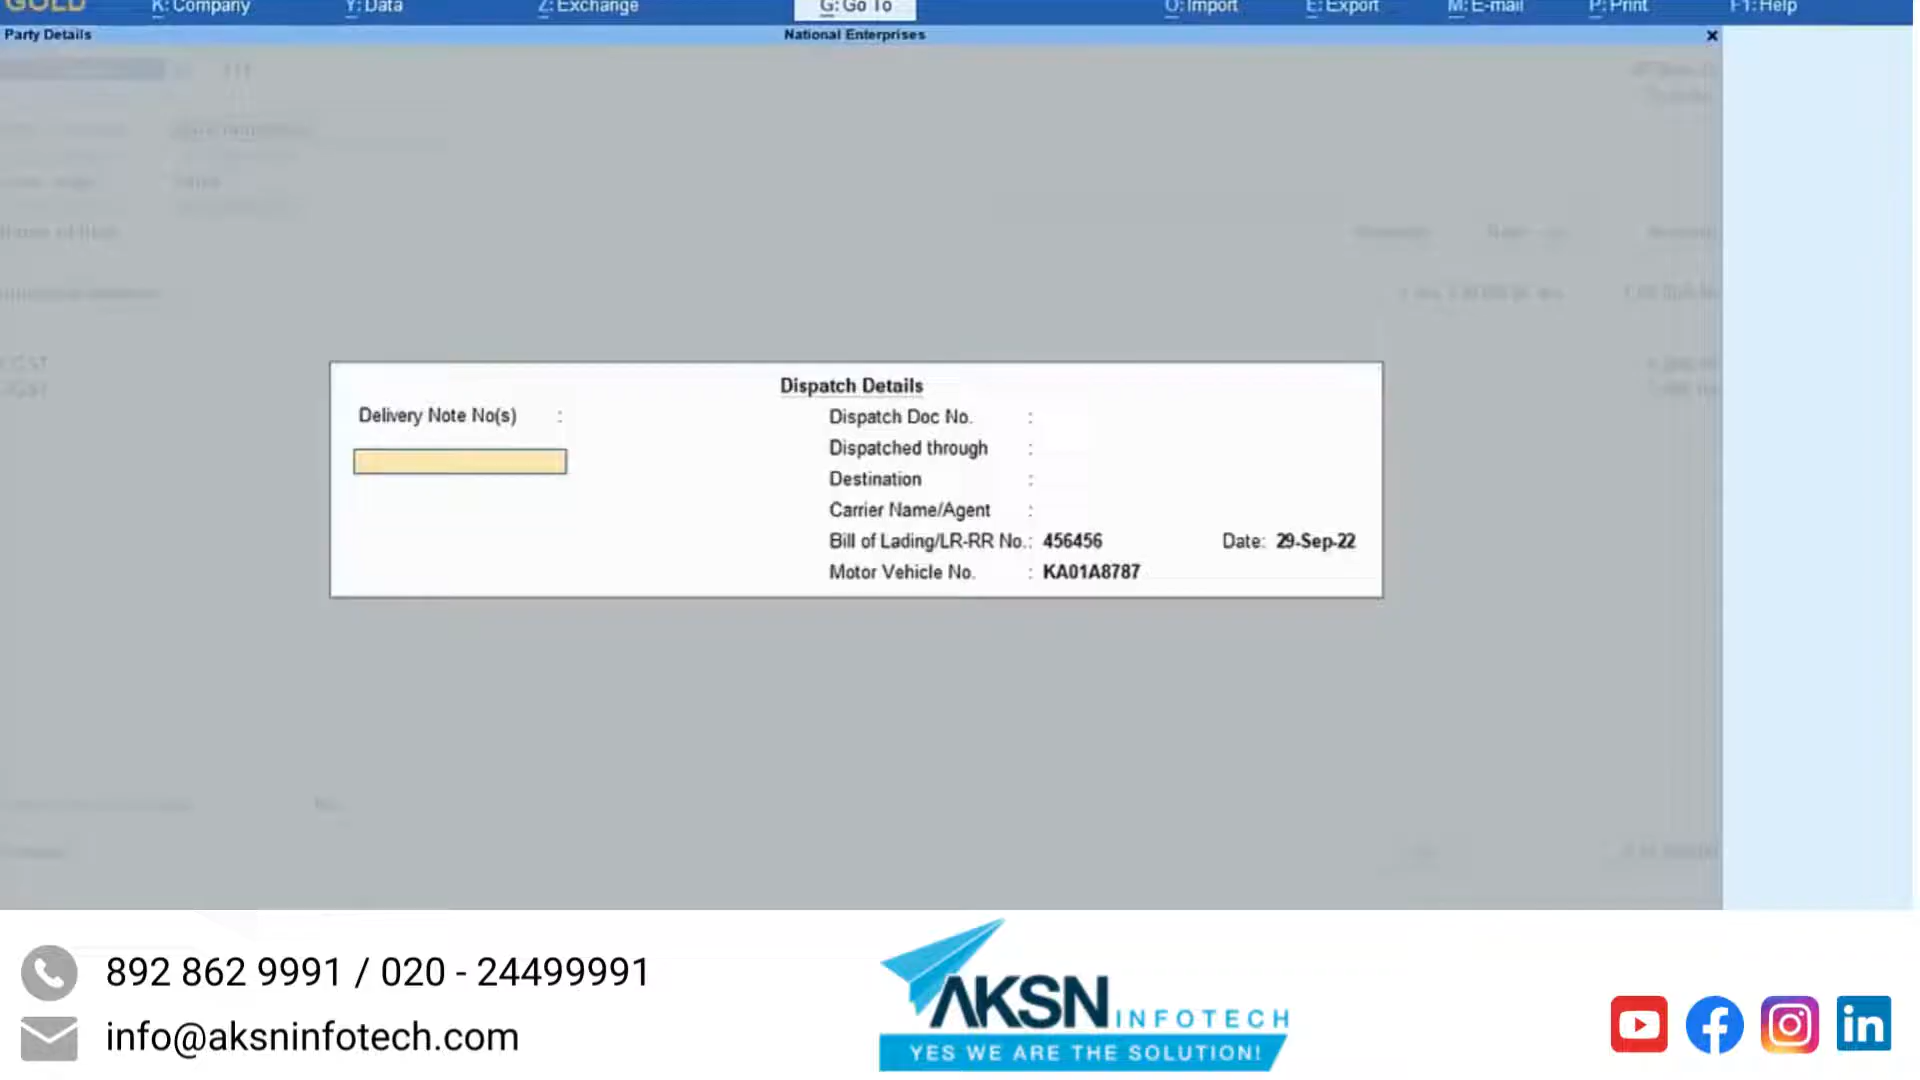 GOLD K: Company Y: Data Z: Exchange G: Go To O: Import E: Export M: E-mail P: Print F1: Help
Party Details National Enterprises
Dispatch Details
Delivery Note No(s) :
Dispatch Doc No. :
Dispatched through :
Destination :
Carrier Name/Agent :
Bill of Lading/LR-RR No.: 456456 Date: 29-Sep-22
Motor Vehicle No. : KA01A8787
892 862 9991 / 020 - 24499991
info@aksninfotech.com
AKSN INFOTECH
YES WE ARE THE SOLUTION!